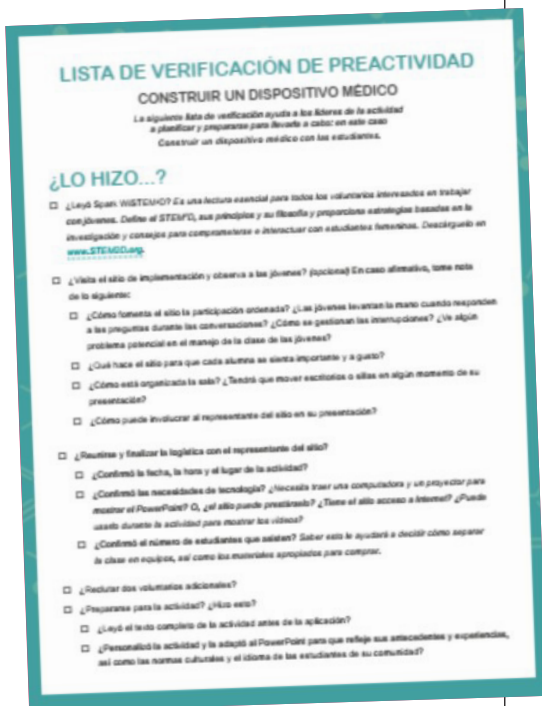 LISTA DE VERIFICACIÓN DE PREACTIVIDAD
CONSTRUIR UN DISPOSITIVO MÉDICO
La siguiente lista de verificación ayuda a los líderes de la actividad
a planificar y prepararse para llevarla a cabo: en este caso
Construir un dispositivo médico con las estudiantes.
¿LO HIZO...?
¿Leyó Spark WiSTEM²D? Es una lectura esencial para todos los voluntarios interesados en trabajar
con jóvenes. Define el STEM²D, sus principios y su filosofía y proporciona estrategias basadas en la
investigación y consejos para comprometerse e interactuar con estudiantes femeninas. Descárguelo en
www.STEM2D.org.
¿Visita el sitio de implementación y observa a las jóvenes? (opcional) En caso afirmativo, tome nota
de lo siguiente:
¿Cómo fomenta el sitio la participación ordenada? ¿Las jóvenes levantan la mano cuando responden
a las preguntas durante las conversaciones? ¿Cómo se gestionan las interrupciones? ¿Ve algún
problema potencial en el manejo de la clase de las jóvenes?
¿Qué hace el sitio para que cada alumna se sienta importante y a gusto?
¿Cómo está organizada la sala? ¿Tendrá que mover escritorios o sillas en algún momento de su
presentación?
¿Cómo puede involucrar al representante del sitio en su presentación?
¿Reunirse y finalizar la logística con el representante del sitio?
¿Confirmó la fecha, la hora y el lugar de la actividad?
¿Confirmó las necesidades de tecnología? ¿Necesita traer una computadora y un proyector para
mostrar el PowerPoint? O, ¿el sitio puede prestárselo? ¿Tiene el sitio acceso a Internet? ¿Puede
usarlo durante la actividad para mostrar los videos?
¿Confirmó el número de estudiantes que asisten? Saber esto le ayudará a decidir cómo separar
la clase en equipos, así como los materiales apropiados para comprar.
¿Reclutar dos voluntarios adicionales?
¿Prepararse para la actividad? ¿Hizo esto?
¿Leyó el texto completo de la actividad antes de la aplicación?
¿Personalizó la actividad y la adaptó al PowerPoint para que refleje sus antecedentes y experiencias,
así como las normas culturales y el idioma de las estudiantes de su comunidad?